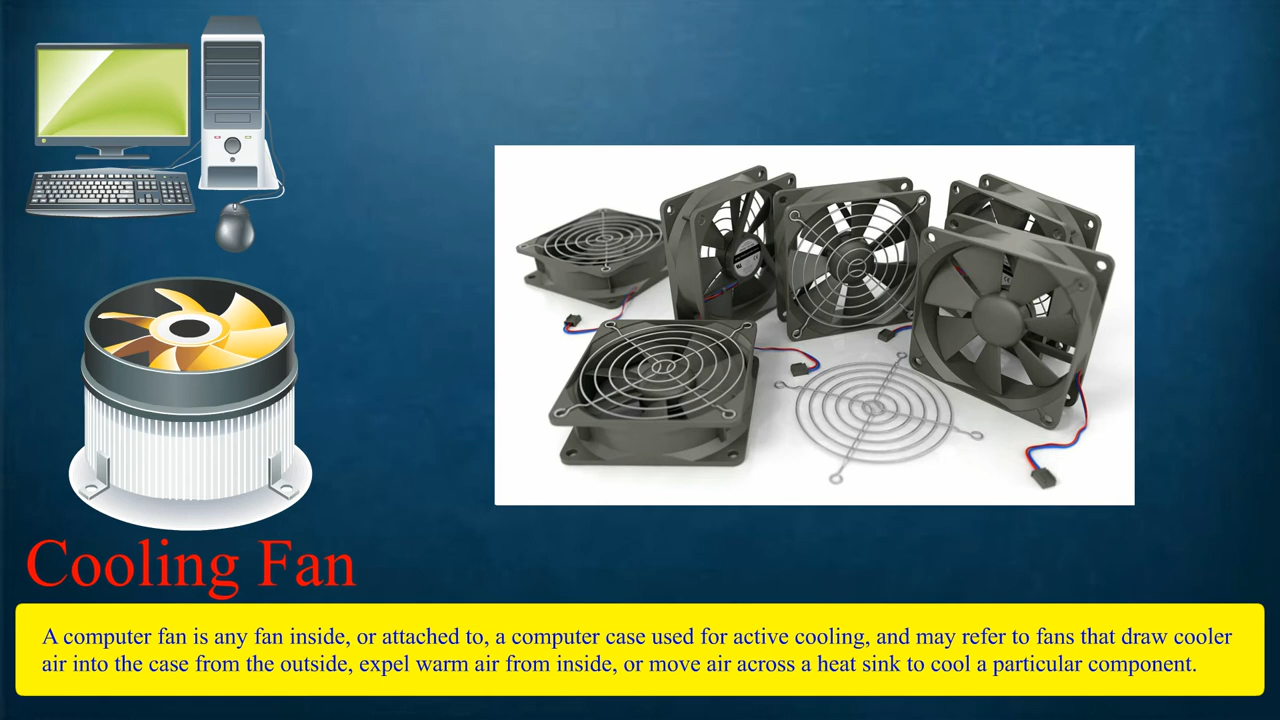 Cooling Fan
A computer fan is any fan inside, or attached to, a computer case used for active cooling, and may refer to fans that draw cooler
air into the case from the outside, expel warm air from inside, or move air across a heat sink to cool a particular component.